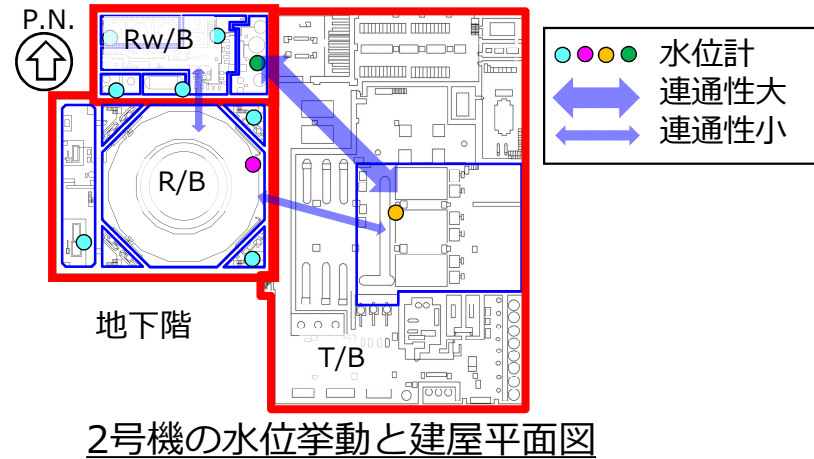 P.N.
Rw/B
水位計
連通性大
連通性小
R/B
地下階
T/B
2号機の水位挙動と建屋平面図